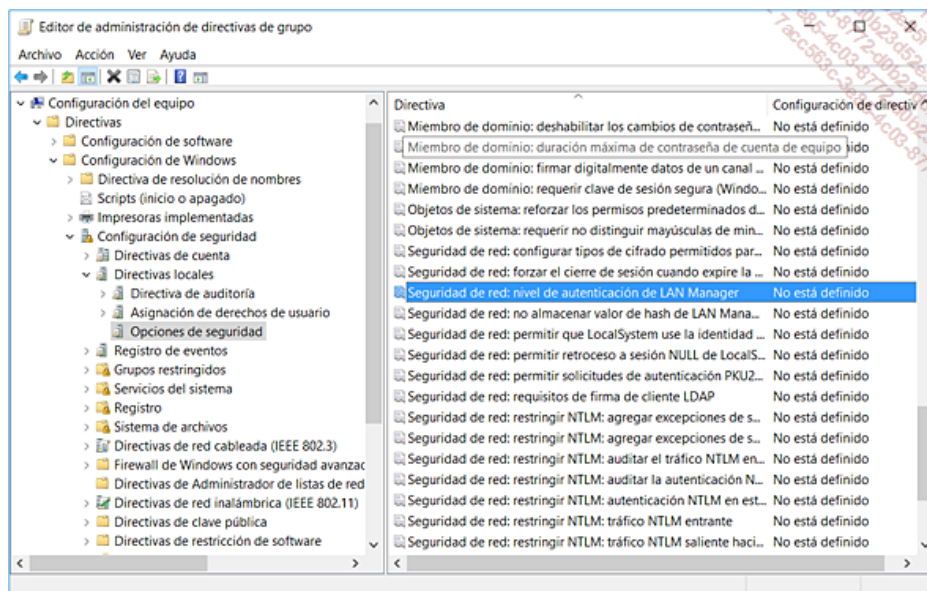 Editor de administración de directivas de grupo
Archivo Acción Ver Ayuda
Configuración del equipo
Directivas
Configuración de software
Configuración de Windows
Directiva de resolución de nombres
Scripts (inicio o apagado)
Impresoras implementadas
Configuración de seguridad
Directivas de cuenta
Directivas locales
Directiva de auditoría
Asignación de derechos de usuario
Opciones de seguridad
Registro de eventos
Grupos restringidos
Servicios del sistema
Registro
Sistema de archivos
Directivas de red cableada (IEEE 802.3)
Firewall de Windows con seguridad avanzac
Directivas de Administrador de listas de red
Directivas de red inalámbrica (IEEE 802.11)
Directivas de clave pública
Directivas de restricción de software
Directiva Configuración de directiv
Miembro de dominio: deshabilitar los cambios de contraseñ... No está definido
Miembro de dominio: duración máxima de contraseña de cuenta de equipo ido
Miembro de dominio: firmar digitalmente datos de un canal ... No está definido
Miembro de dominio: requerir clave de sesión segura (Windo... No está definido
Objetos de sistema: reforzar los permisos predeterminados d... No está definido
Objetos de sistema: requerir no distinguir mayúsculas de min... No está definido
Seguridad de red: configurar tipos de cifrado permitidos par... No está definido
Seguridad de red: forzar el cierre de sesión cuando expire la ... No está definido
Seguridad de red: nivel de autenticación de LAN Manager No está definido
Seguridad de red: no almacenar valor de hash de LAN Mana... No está definido
Seguridad de red: permitir que LocalSystem use la identidad ... No está definido
Seguridad de red: permitir retroceso a sesión NULL de LocalS... No está definido
Seguridad de red: permitir solicitudes de autenticación PKU2... No está definido
Seguridad de red: requisitos de firma de cliente LDAP No está definido
Seguridad de red: restringir NTLM: agregar excepciones de s... No está definido
Seguridad de red: restringir NTLM: agregar excepciones de s... No está definido
Seguridad de red: restringir NTLM: auditar el tráfico NTLM en... No está definido
Seguridad de red: restringir NTLM: auditar la autenticación N... No está definido
Seguridad de red: restringir NTLM: autenticación NTLM en est... No está definido
Seguridad de red: restringir NTLM: tráfico NTLM entrante No está definido
Seguridad de red: restringir NTLM: tráfico NTLM saliente haci... No está definido